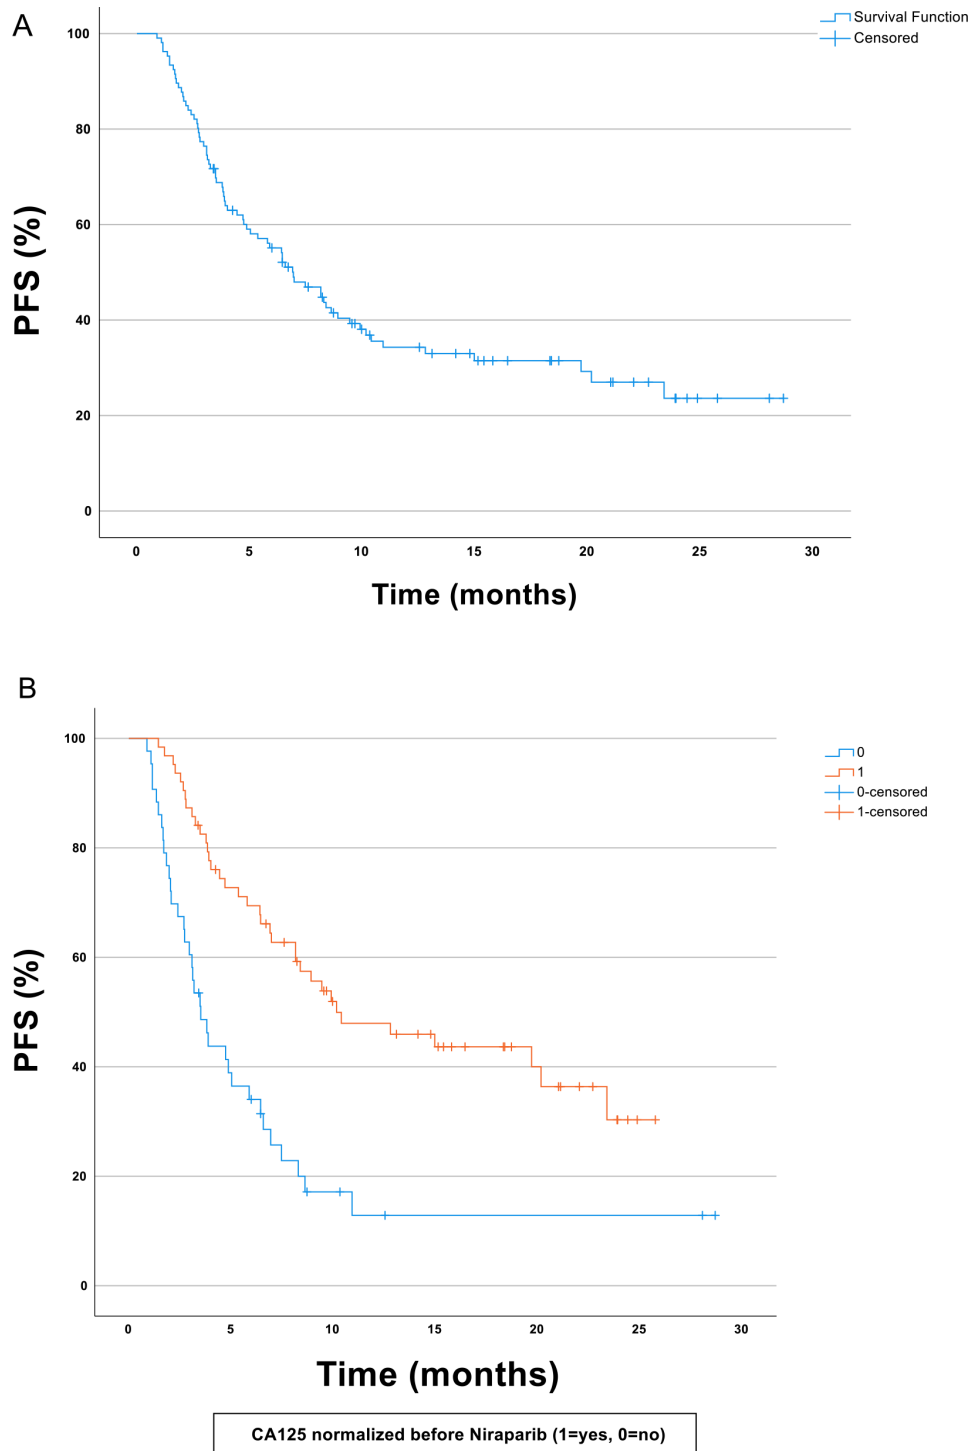 A
Survival Function
Censored
100
80
60
40
20
0
PFS (%)
0 5 10 15 20 25 30
Time (months)
B
0
1
0-censored
1-censored
100
80
60
40
20
0
PFS (%)
0 5 10 15 20 25 30
Time (months)
CA125 normalized before Niraparib (1=yes, 0=no)